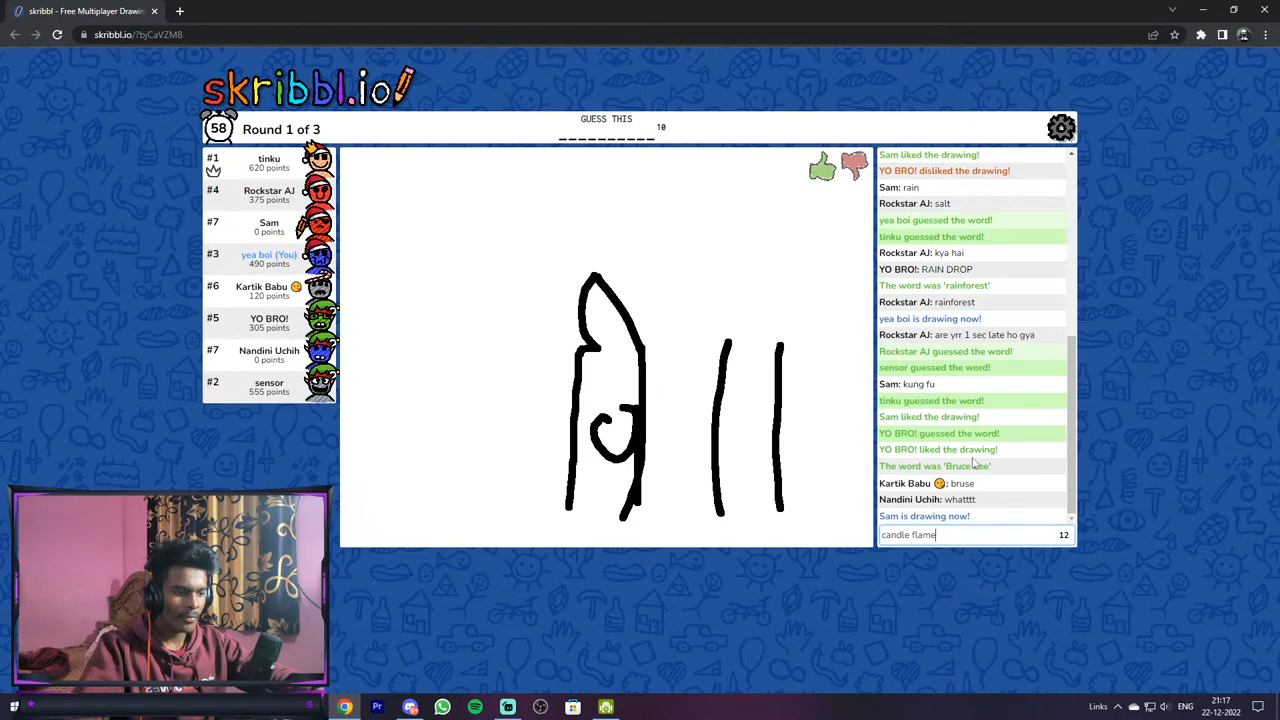 skribbl - Free Multiplayer Drawin
skribbl.io/?bjCaVZM8
skribbl.io
58
Round 1 of 3
GUESS THIS
__________ 10
#1
tinku
620 points
#4
Rockstar AJ
375 points
#7
Sam
0 points
#3
yea boi (You)
490 points
#6
Kartik Babu 😋
120 points
#5
YO BRO!
305 points
#7
Nandini Uchih
0 points
#2
sensor
555 points
Sam liked the drawing!
YO BRO! disliked the drawing!
Sam: rain
Rockstar AJ: salt
yea boi guessed the word!
tinku guessed the word!
Rockstar AJ: kya hai
YO BRO!: RAIN DROP
The word was 'rainforest'
Rockstar AJ: rainforest
yea boi is drawing now!
Rockstar AJ: are yrr 1 sec late ho gya
Rockstar AJ guessed the word!
sensor guessed the word!
Sam: kung fu
tinku guessed the word!
Sam liked the drawing!
YO BRO! guessed the word!
YO BRO! liked the drawing!
The word was 'Bruce Lee'
Kartik Babu 😋: bruse
Nandini Uchih: whatttt
Sam is drawing now!
candle flame 12
Links
ENG
21:17
22-12-2022